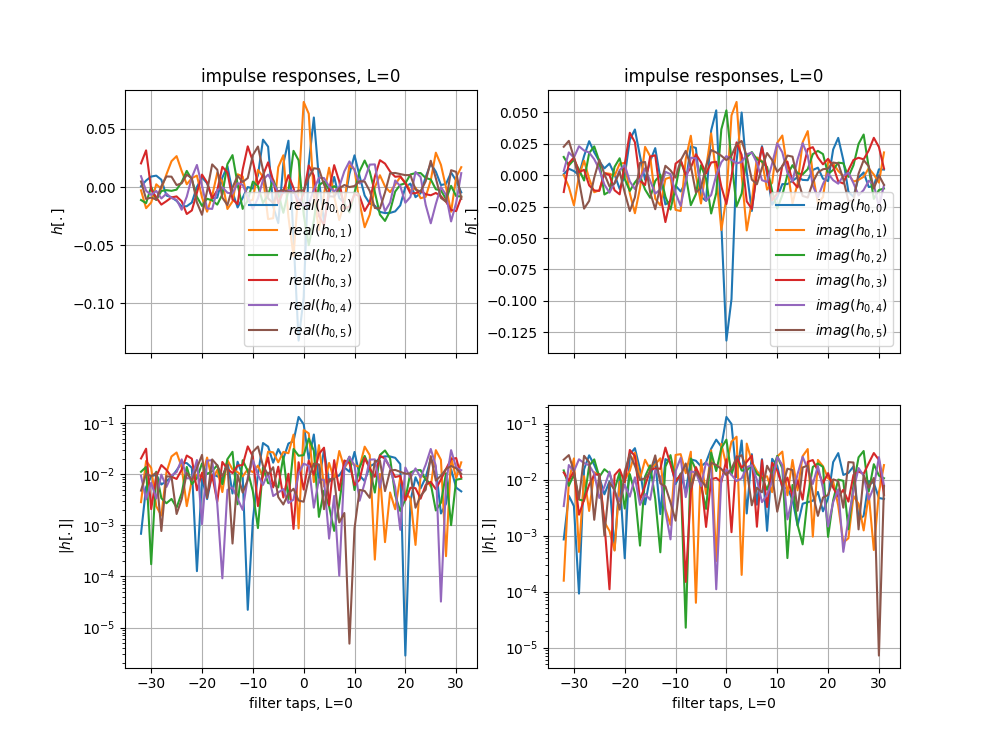 impulse responses, L=0
impulse responses, L=0
h[.]
0.05
0.00
−0.05
−0.10
real(h0,0)
real(h0,1)
real(h0,2)
real(h0,3)
real(h0,4)
real(h0,5)
h[.]
0.050
0.025
0.000
−0.025
−0.050
−0.075
−0.100
−0.125
imag(h0,0)
imag(h0,1)
imag(h0,2)
imag(h0,3)
imag(h0,4)
imag(h0,5)
|h[.]|
10−1
10−2
10−3
10−4
10−5
−30 −20 −10 0 10 20 30
filter taps, L=0
|h[.]|
10−1
10−2
10−3
10−4
10−5
−30 −20 −10 0 10 20 30
filter taps, L=0